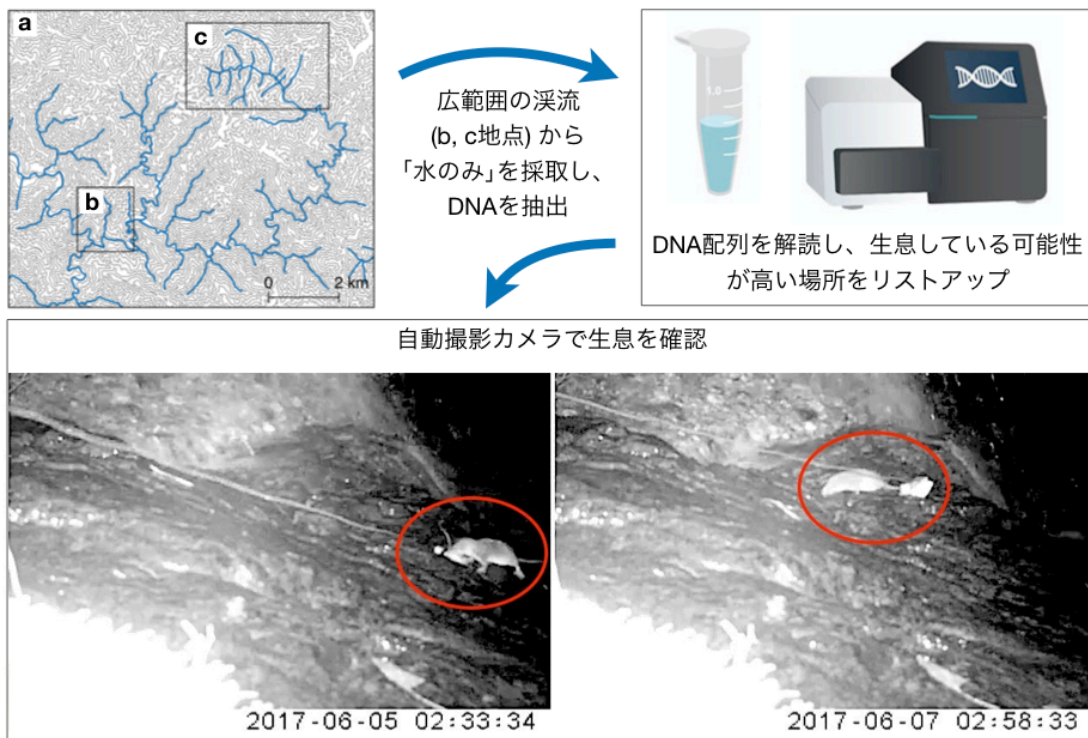 a
c
b
0 2 km
広範囲の渓流
(b, c地点) から
「水のみ」を採取し、
DNAを抽出
1.0
DNA配列を解読し、生息している可能性
が高い場所をリストアップ
自動撮影カメラで生息を確認
2017-06-05 02:33:34
2017-06-07 02:58:33